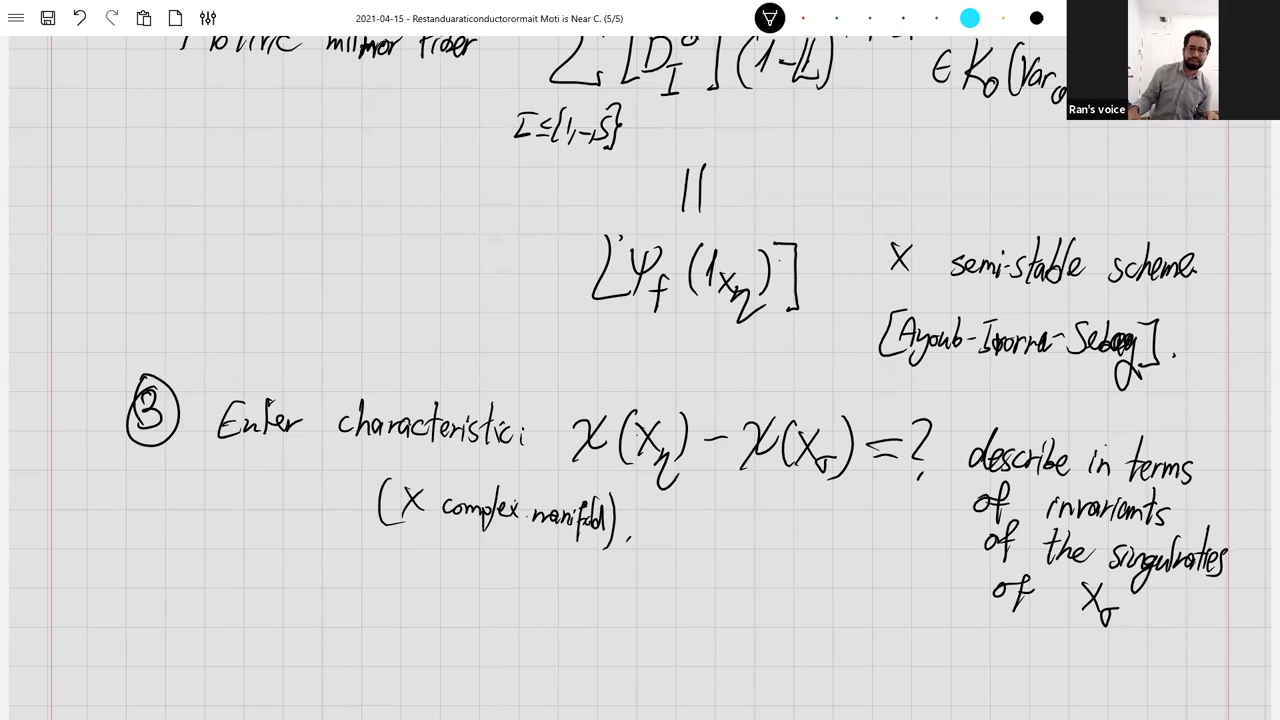 2021-04-15 - Restanduaraticonductorormait Moti is Near C. (5/5)
Ran's voice
Motivic milnor fiber
∑ [D_I^o] (1-𝕃) ∈ K_0(Var
I ⊆ {1,-,s}
||
[Ψ_f (1_{X_η})] X semi-stable scheme.
[Ayoub-Ivorra-Sebag].
③ Euler characteristic: χ(X_η) - χ(X_σ) = ? describe in terms
(X complex manifold). of invariants
of the singularities
of X_σ